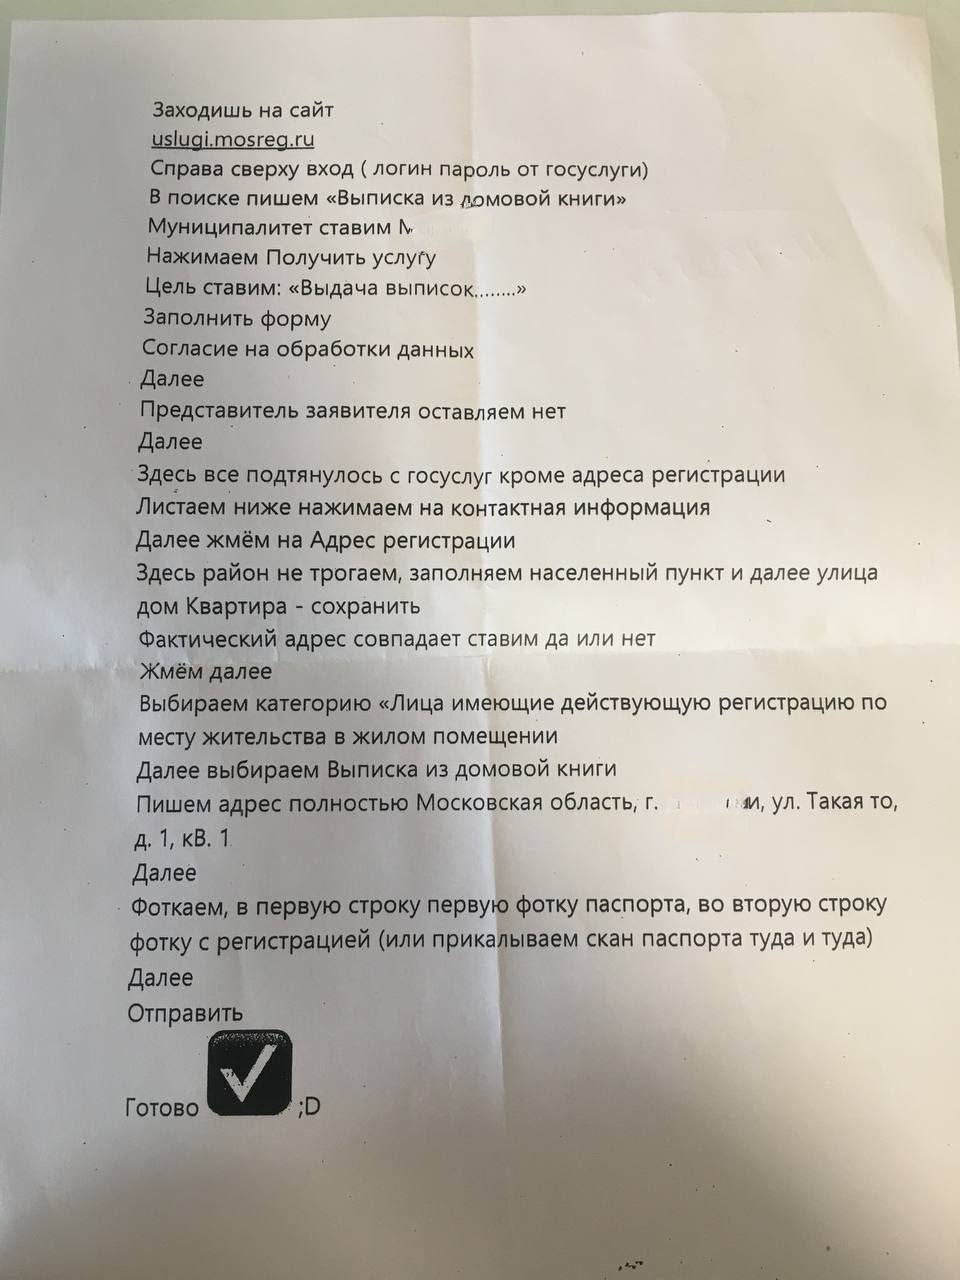 Заходишь на сайт
uslugi.mosreg.ru
Справа сверху вход ( логин пароль от госуслуги)
В поиске пишем «Выписка из домовой книги»
Муниципалитет ставим
Нажимаем Получить услугу
Цель ставим: «Выдача выписок........»
Заполнить форму
Согласие на обработки данных
Далее
Представитель заявителя оставляем нет
Далее
Здесь все подтянулось с госуслуг кроме адреса регистрации
Листаем ниже нажимаем на контактная информация
Далее жмём на Адрес регистрации
Здесь район не трогаем, заполняем населенный пункт и далее улица
дом Квартира - сохранить
Фактический адрес совпадает ставим да или нет
Жмём далее
Выбираем категорию «Лица имеющие действующую регистрацию по
месту жительства в жилом помещении
Далее выбираем Выписка из домовой книги
Пишем адрес полностью Московская область, г. ул. Такая то,
д. 1, кВ. 1
Далее
Фоткаем, в первую строку первую фотку паспорта, во вторую строку
фотку с регистрацией (или прикалываем скан паспорта туда и туда)
Далее
Отправить
Готово ;D